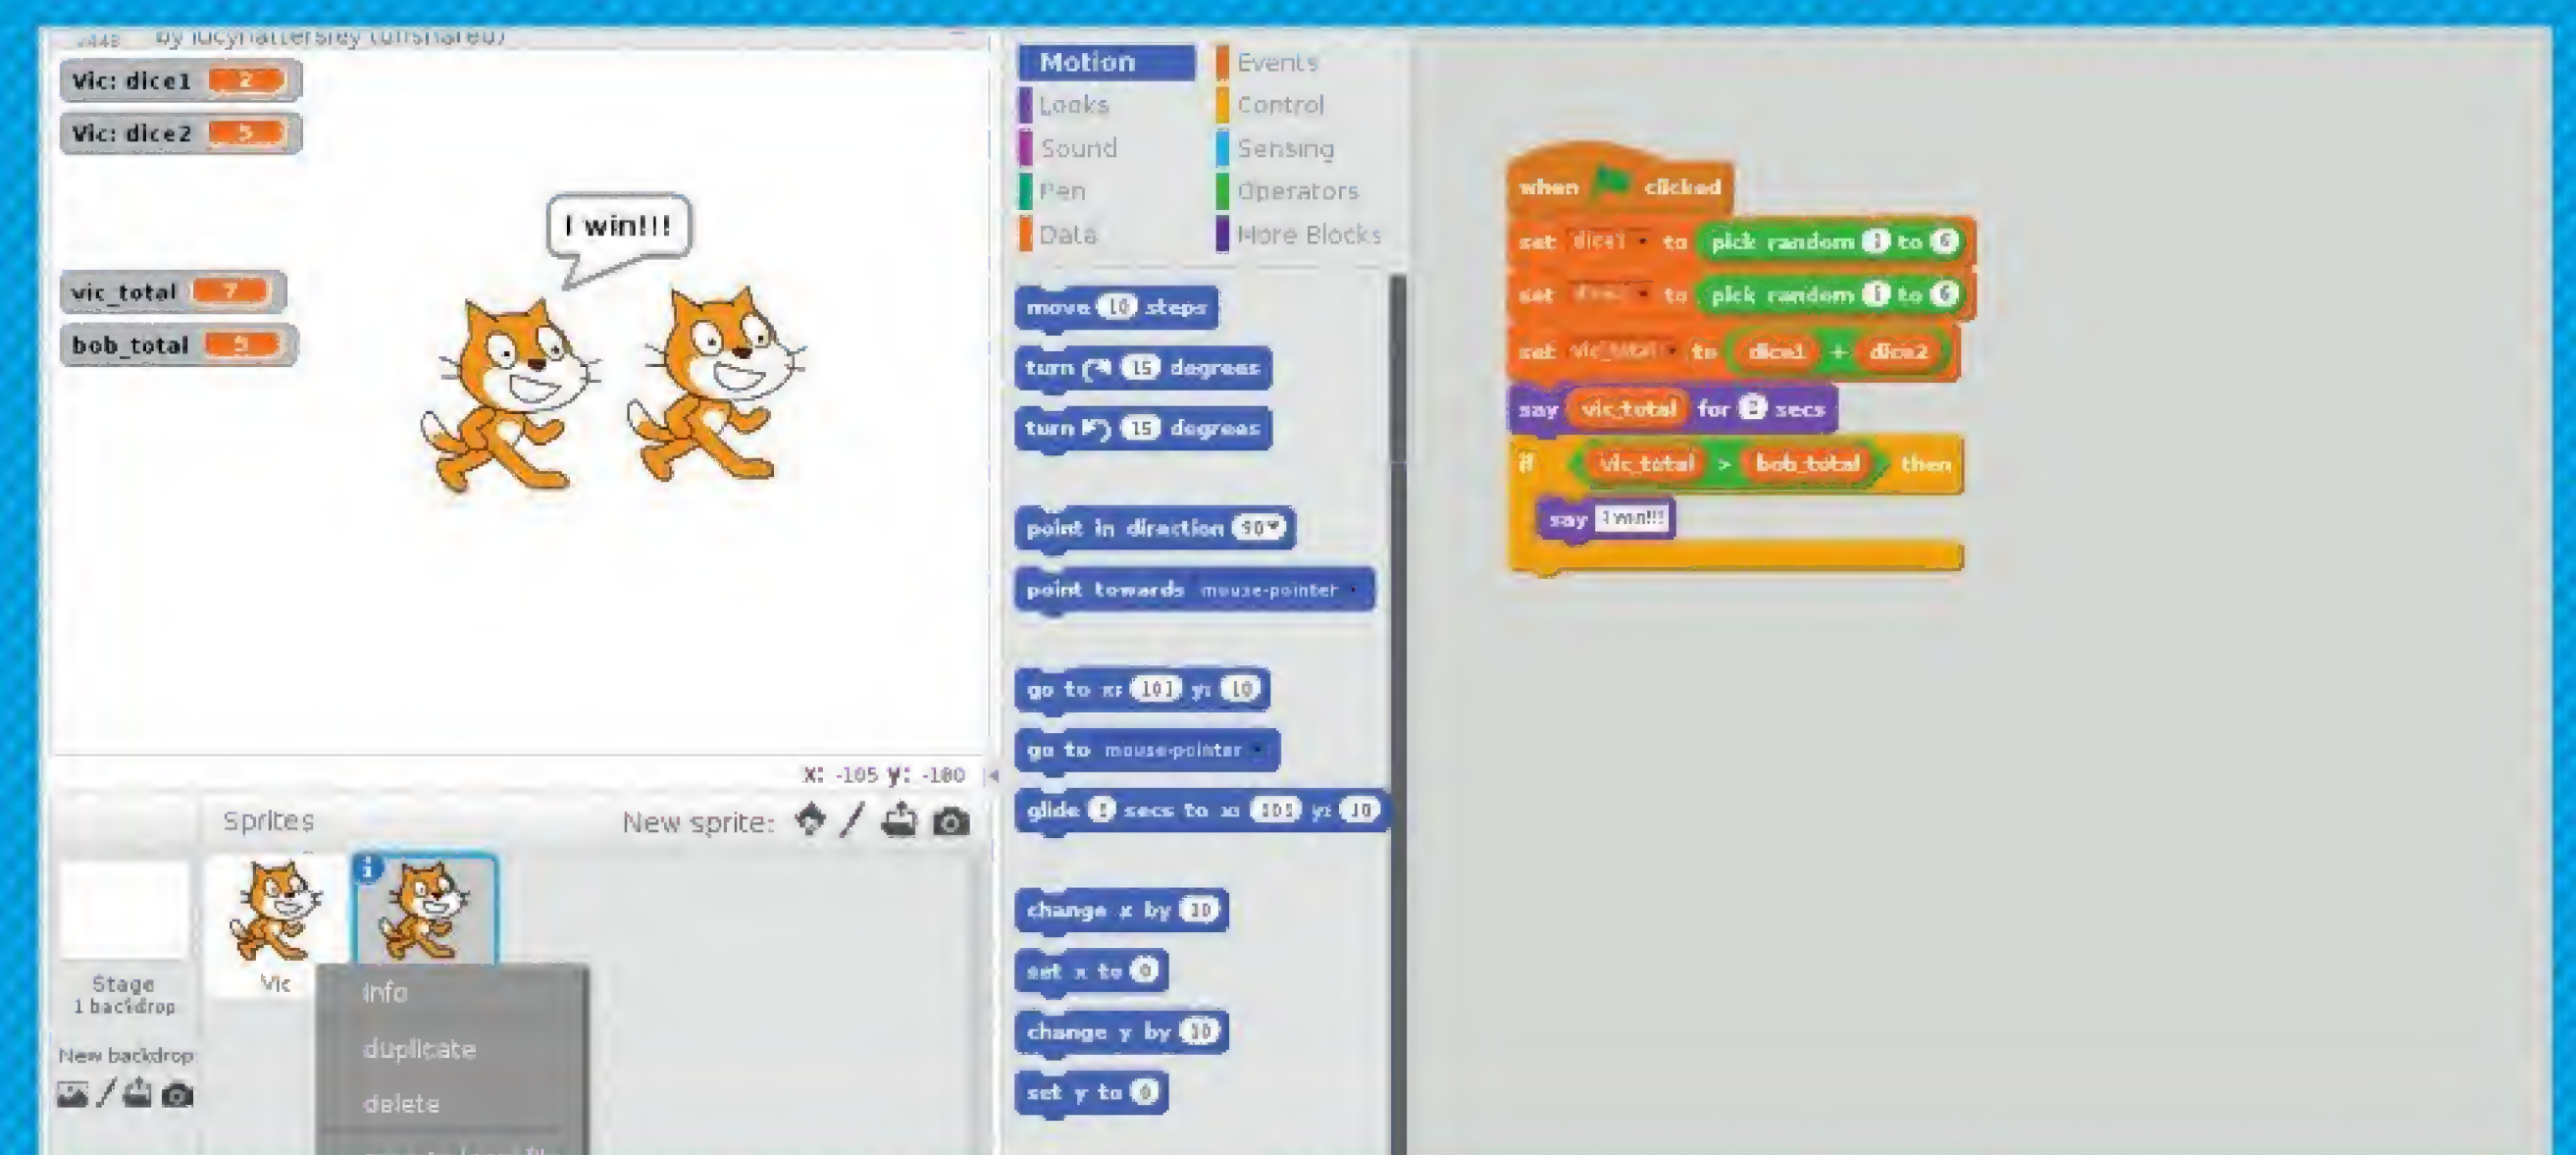 by lucyhattersley (unshared)
Vic: dice1 2
Vic: dice2 5
I win!!!
vic_total 7
bob_total 5
X: -105 y: -180
Sprites
New sprite:
Vic
Stage
1 backdrop
New backdrop:
info
duplicate
delete
Motion
Looks
Sound
Pen
Data
Events
Control
Sensing
Operators
More Blocks
move 10 steps
turn 15 degrees
turn 15 degrees
point in direction 90
point towards mouse-pointer
go to x: 101 y: 10
go to mouse-pointer
glide 1 secs to x: 101 y: 10
change x by 10
set x to 0
change y by 10
set y to 0
when clicked
set dice1 to pick random 1 to 6
set to pick random 1 to 6
set vic_total to dice1 + dice2
say vic_total for 2 secs
if vic_total > bob_total then
say I win!!!